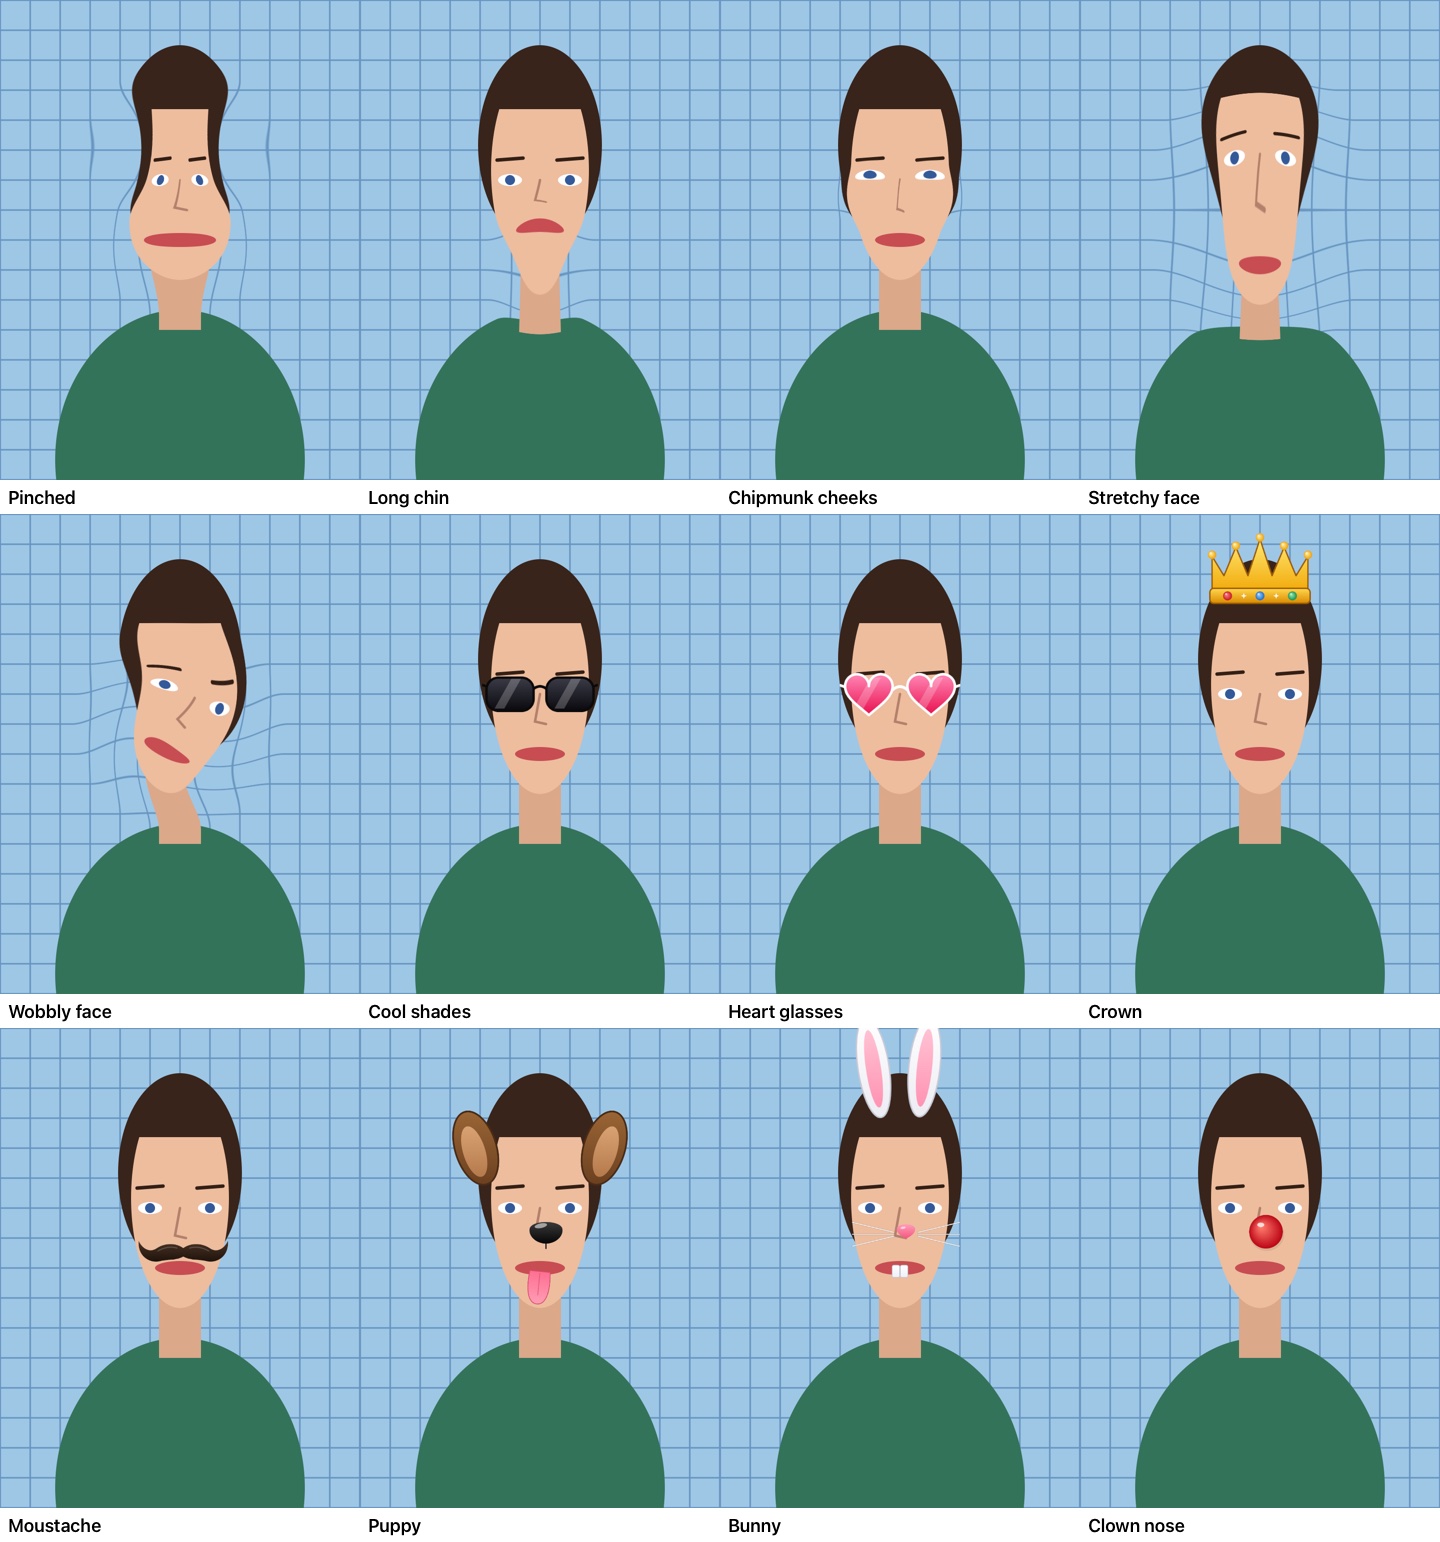 Pinched
Long chin
Chipmunk cheeks
Stretchy face
Wobbly face
Cool shades
Heart glasses
Crown
Moustache
Puppy
Bunny
Clown nose